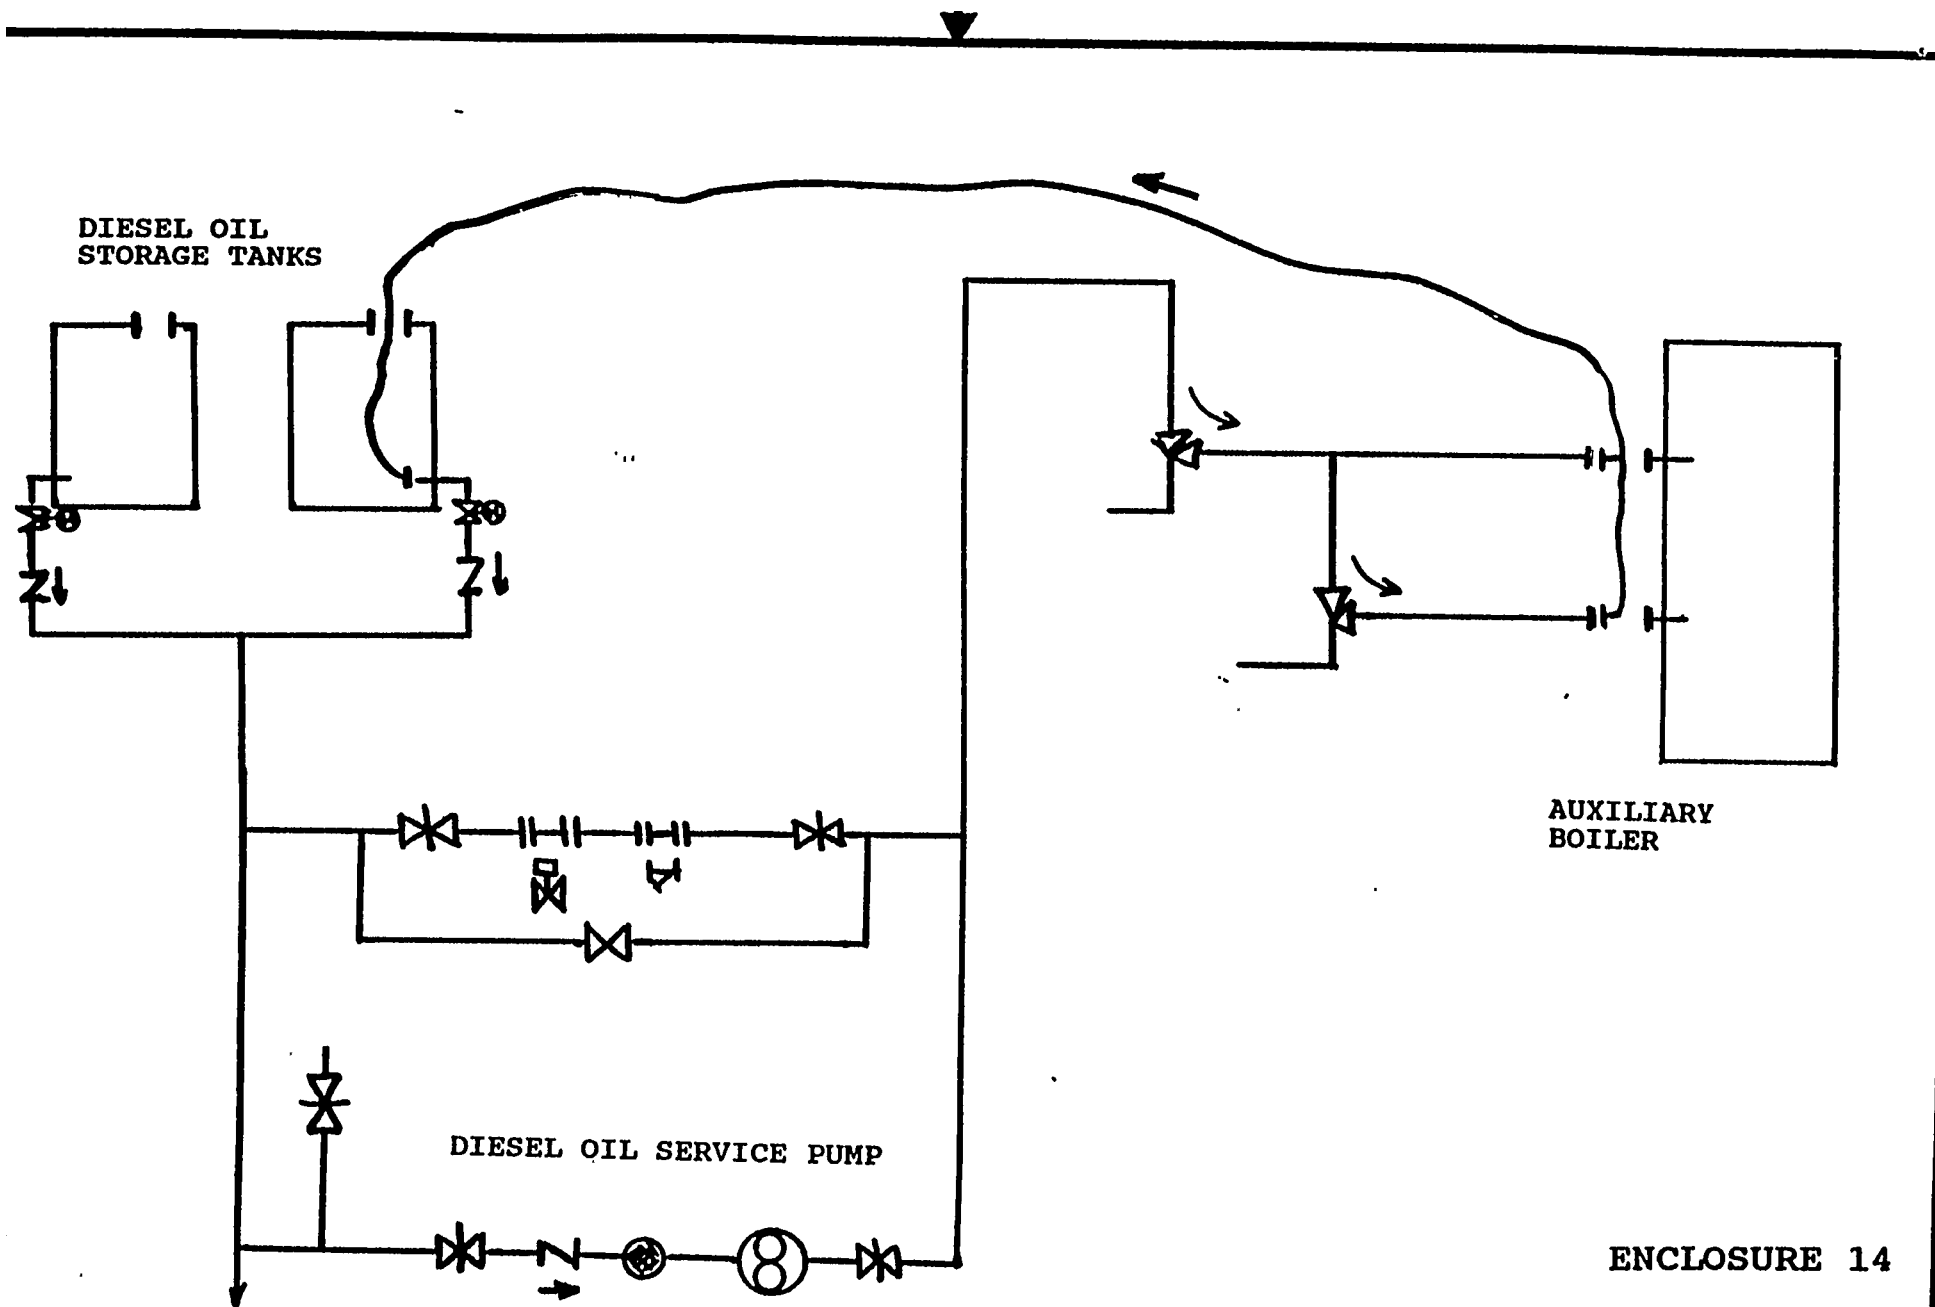 DIESEL OIL
STORAGE TANKS
AUXILIARY
BOILER
DIESEL OIL SERVICE PUMP
ENCLOSURE 14